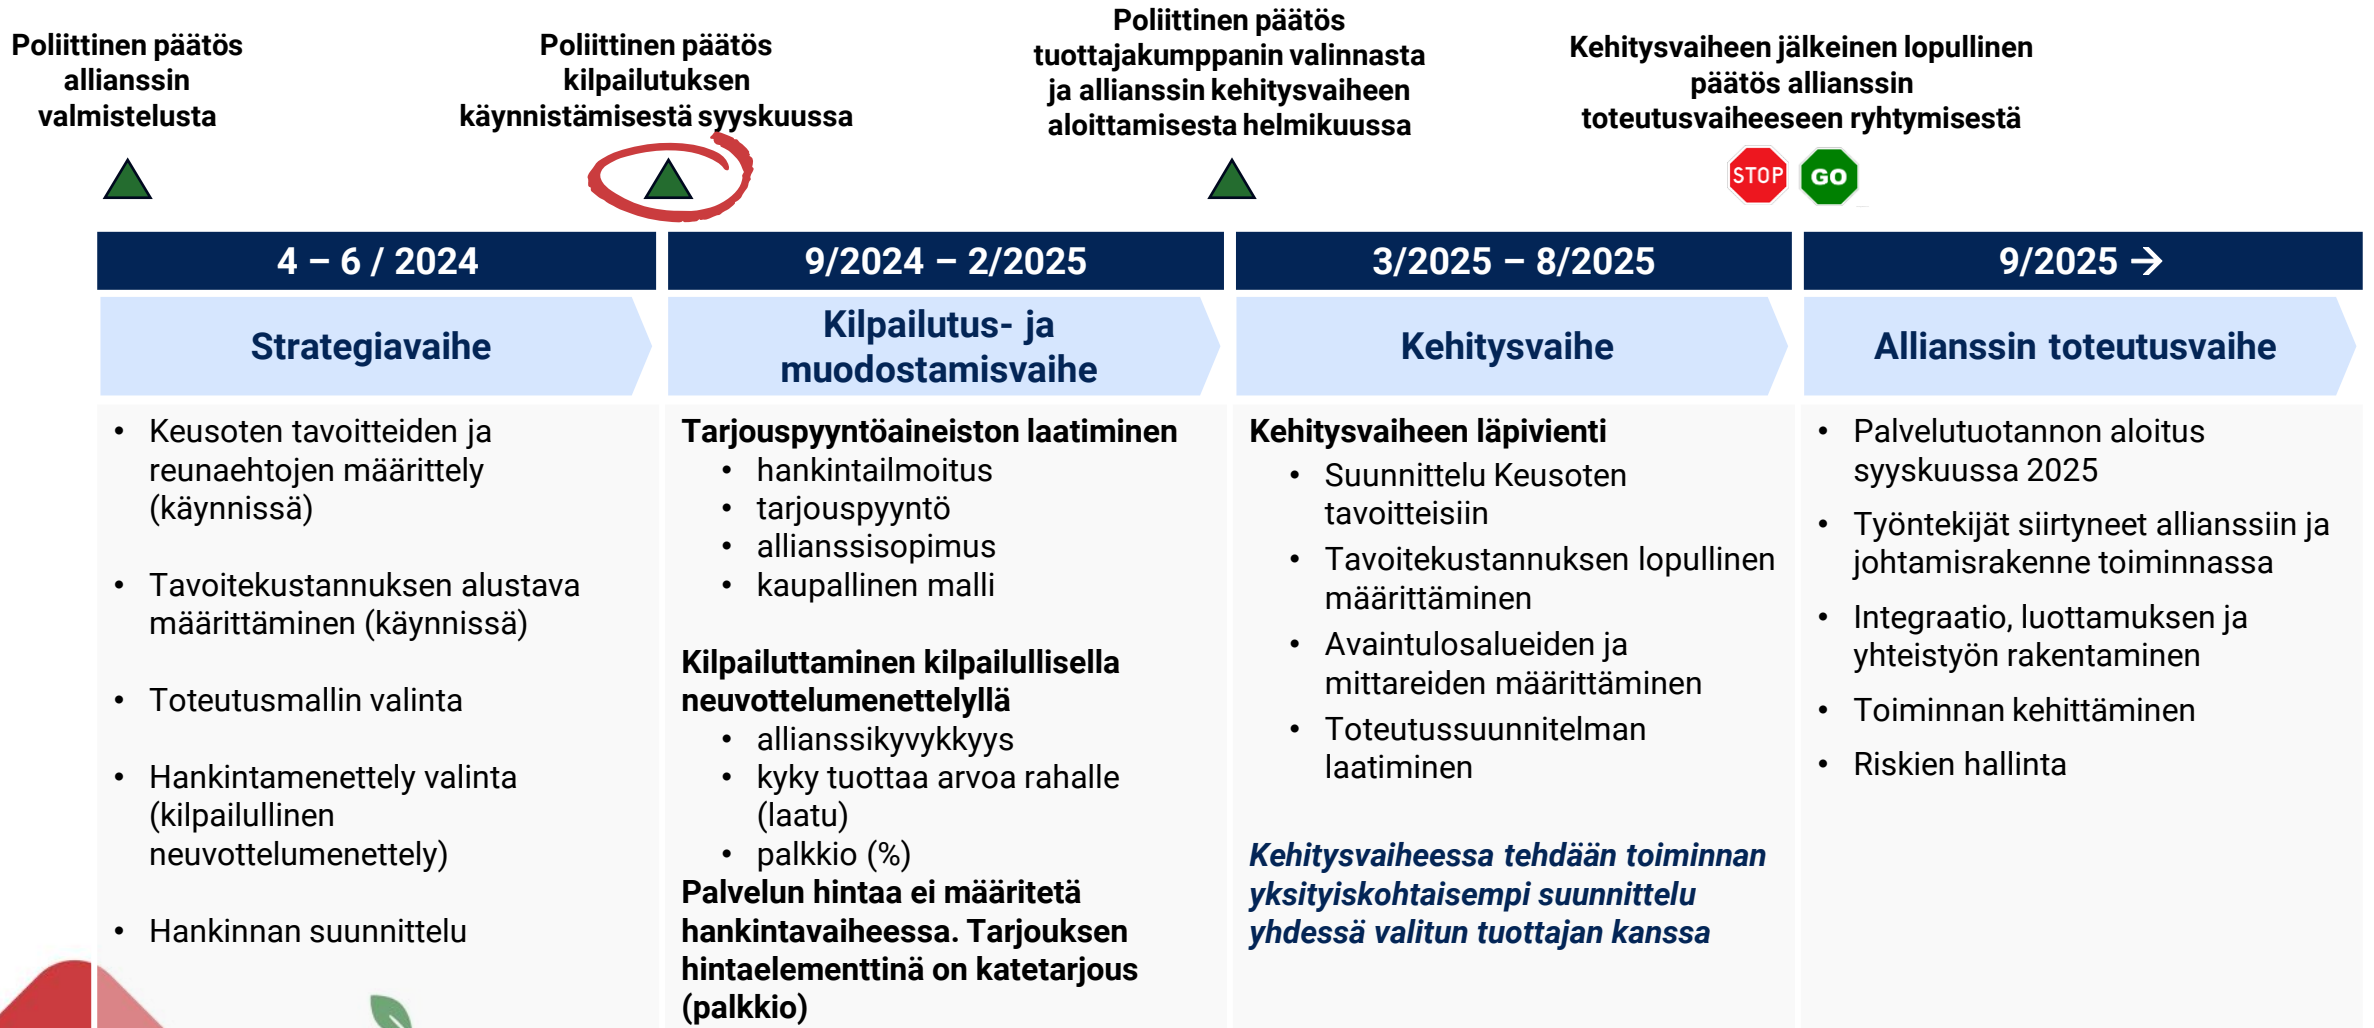 Poliittinen päätös
allianssin
valmistelusta
Poliittinen päätös
kilpailutuksen
käynnistämisestä syyskuussa
Poliittinen päätös
tuottajakumppanin valinnasta
ja allianssin kehitysvaiheen
aloittamisesta helmikuussa
Kehitysvaiheen jälkeinen lopullinen
päätös allianssin
toteutusvaiheeseen ryhtymisestä
STOP
GO
4 – 6 / 2024
Strategiavaihe
• Keusoten tavoitteiden ja
reunaehtojen määrittely
(käynnissä)
• Tavoitekustannuksen alustava
määrittäminen (käynnissä)
• Toteutusmallin valinta
• Hankintamenettely valinta
(kilpailullinen
neuvottelumenettely)
• Hankinnan suunnittelu
9/2024 – 2/2025
Kilpailutus- ja
muodostamisvaihe
Tarjouspyyntöaineiston laatiminen
• hankintailmoitus
• tarjouspyyntö
• allianssisopimus
• kaupallinen malli
Kilpailuttaminen kilpailullisella
neuvottelumenettelyllä
• allianssikyvykkyys
• kyky tuottaa arvoa rahalle
(laatu)
• palkkio (%)
Palvelun hintaa ei määritetä
hankintavaiheessa. Tarjouksen
hintaelementtinä on katetarjous
(palkkio)
3/2025 – 8/2025
Kehitysvaihe
Kehitysvaiheen läpivienti
• Suunnittelu Keusoten
tavoitteisiin
• Tavoitekustannuksen lopullinen
määrittäminen
• Avaintulosalueiden ja
mittareiden määrittäminen
• Toteutussuunnitelman
laatiminen
Kehitysvaiheessa tehdään toiminnan
yksityiskohtaisempi suunnittelu
yhdessä valitun tuottajan kanssa
9/2025 →
Allianssin toteutusvaihe
• Palvelutuotannon aloitus
syyskuussa 2025
• Työntekijät siirtyneet allianssiin ja
johtamisrakenne toiminnassa
• Integraatio, luottamuksen ja
yhteistyön rakentaminen
• Toiminnan kehittäminen
• Riskien hallinta